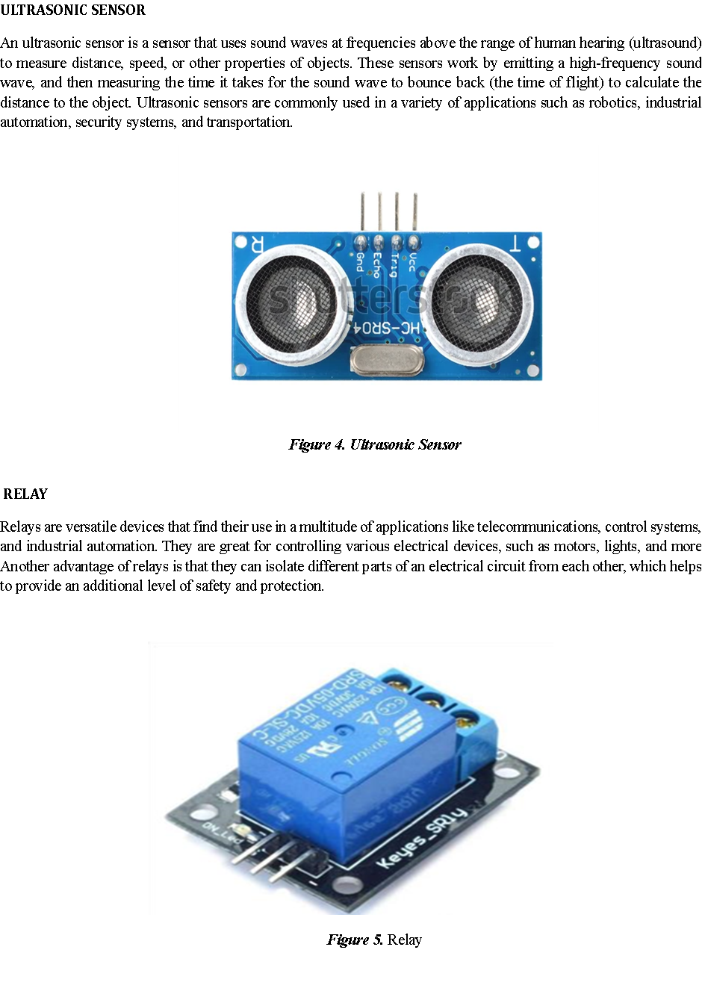 ULTRASONIC SENSOR
An ultrasonic sensor is a sensor that uses sound waves at frequencies above the range of human hearing (ultrasound)
to measure distance, speed, or other properties of objects. These sensors work by emitting a high-frequency sound
wave, and then measuring the time it takes for the sound wave to bounce back (the time of flight) to calculate the
distance to the object. Ultrasonic sensors are commonly used in a variety of applications such as robotics, industrial
automation, security systems, and transportation.
R
T
Gnd
Echo
Trig
Vcc
shutterstock
HC-SR04
Figure 4. Ultrasonic Sensor
RELAY
Relays are versatile devices that find their use in a multitude of applications like telecommunications, control systems,
and industrial automation. They are great for controlling various electrical devices, such as motors, lights, and more
Another advantage of relays is that they can isolate different parts of an electrical circuit from each other, which helps
to provide an additional level of safety and protection.
SRD-05VDC-SL-C
10A 250VAC 10A 125VAC
10A 30VDC 10A 28VDC
CQC
US
SONGLE
ON_Led
Keyes_SRly
Figure 5. Relay